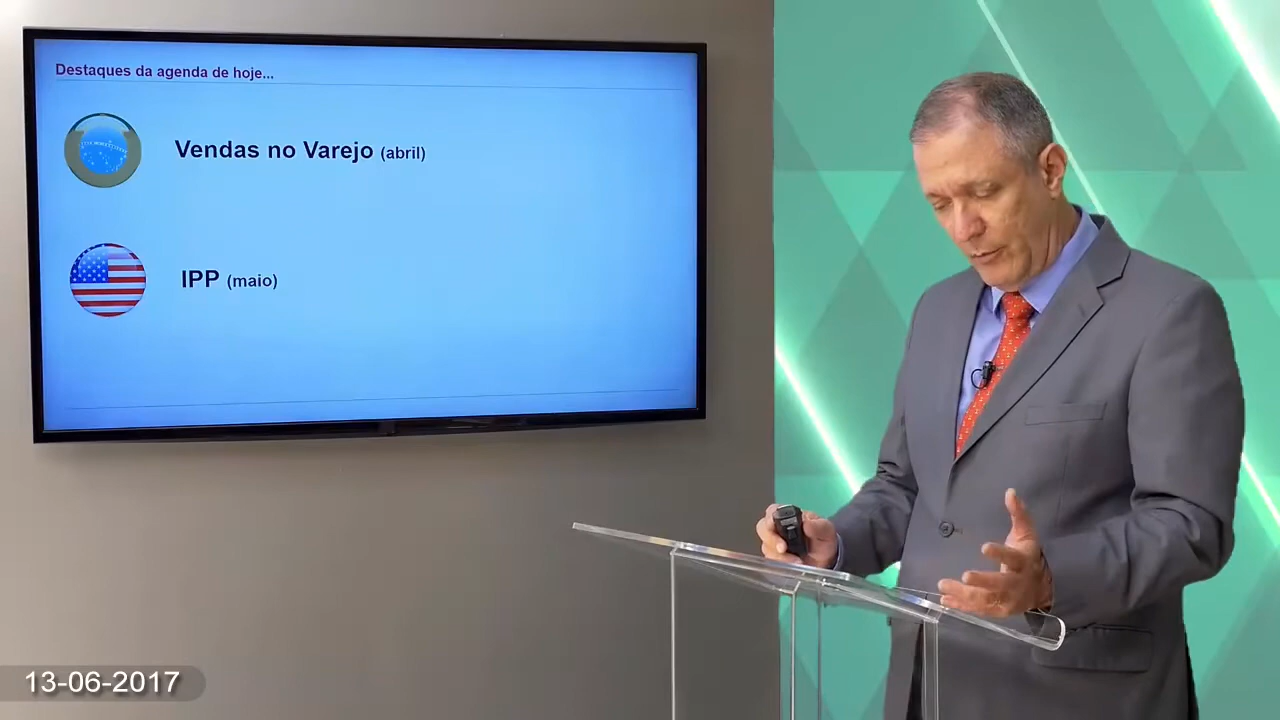 Destaques da agenda de hoje...
Vendas no Varejo (abril)
IPP (maio)
13-06-2017